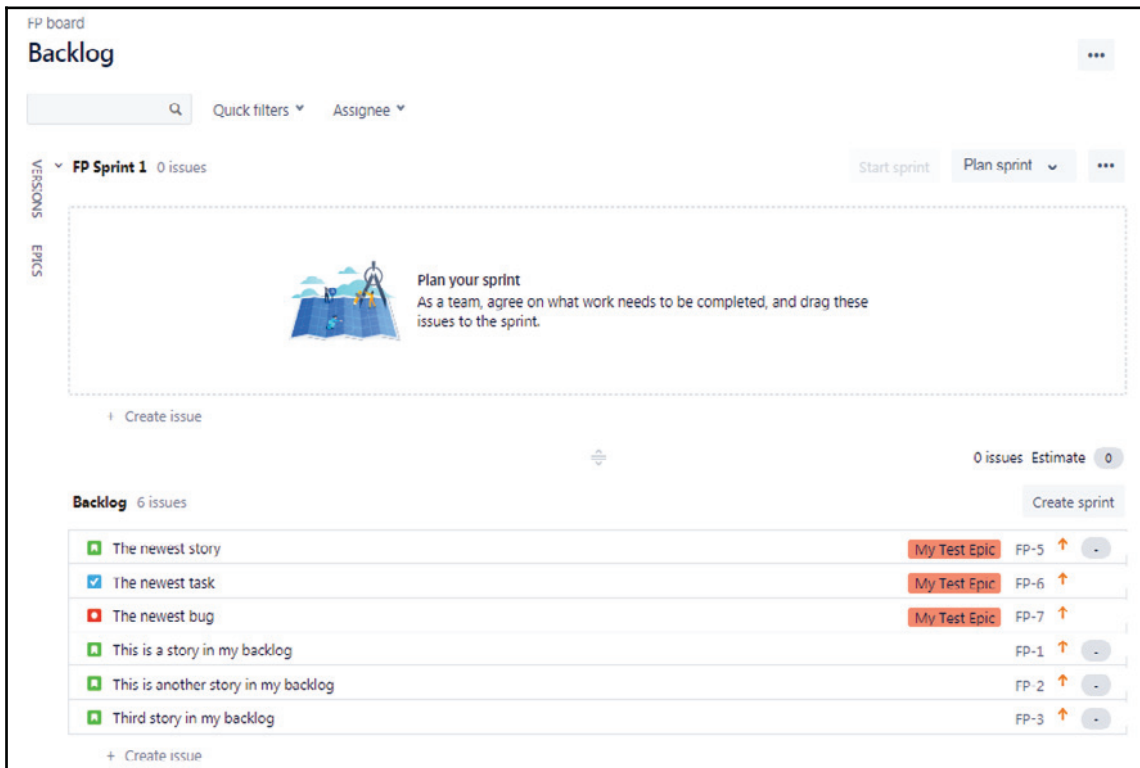 FP board
Backlog
•••
Quick filters Assignee
VERSIONS
EPICS
FP Sprint 1 0 issues Start sprint Plan sprint •••
Plan your sprint
As a team, agree on what work needs to be completed, and drag these
issues to the sprint.
+ Create issue
0 issues Estimate 0
Backlog 6 issues Create sprint
The newest story My Test Epic FP-5 -
The newest task My Test Epic FP-6
The newest bug My Test Epic FP-7
This is a story in my backlog FP-1 -
This is another story in my backlog FP-2 -
Third story in my backlog FP-3 -
+ Create issue